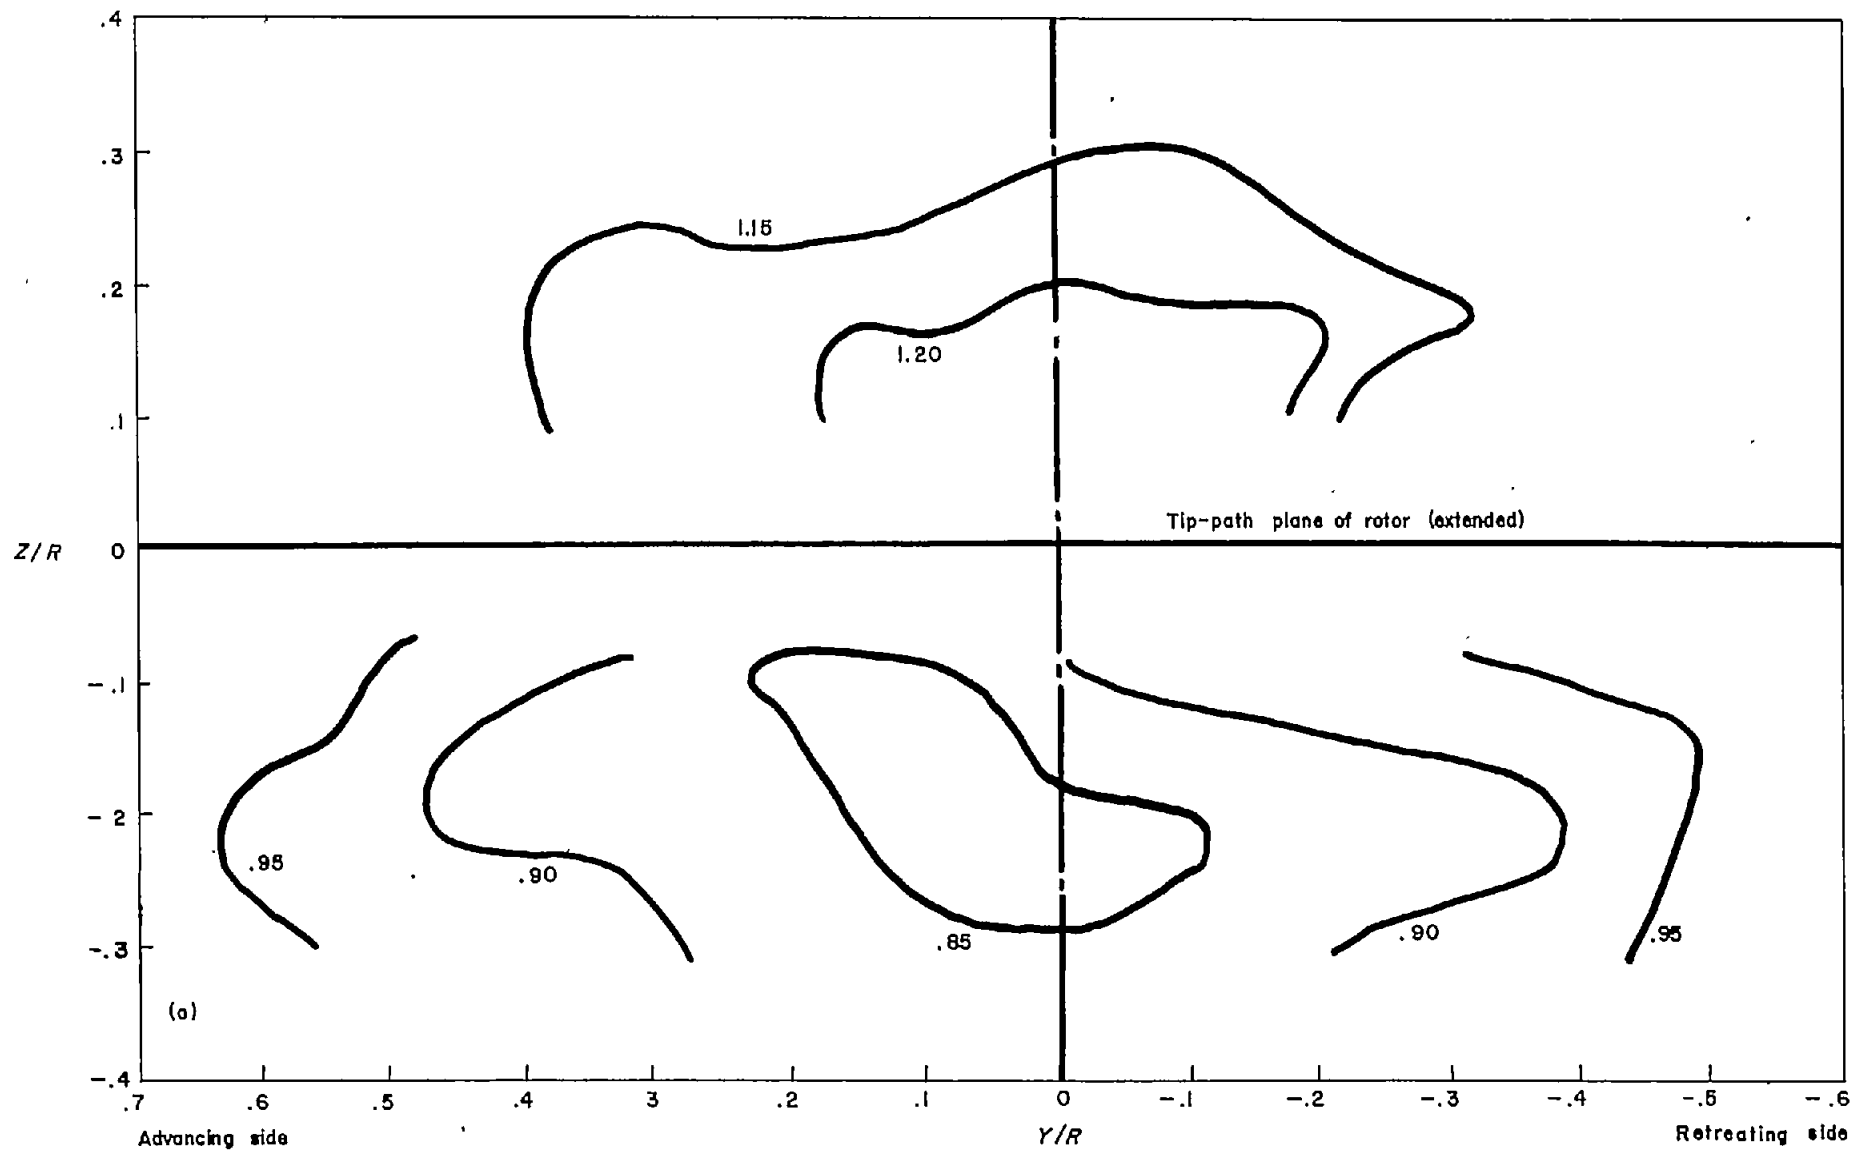 .4
.3
1.15
.2
1.20
.1
Tip-path plane of rotor (extended)
Z/R 0
-.1
- 2
.95 .90
-.3 .85 .90 .95
(a)
-.4
.7 .6 .5 .4 3 .2 .1 0 -.1 -.2 -.3 -.4 -.5 -.6
Advancing side Y/R Retreating side